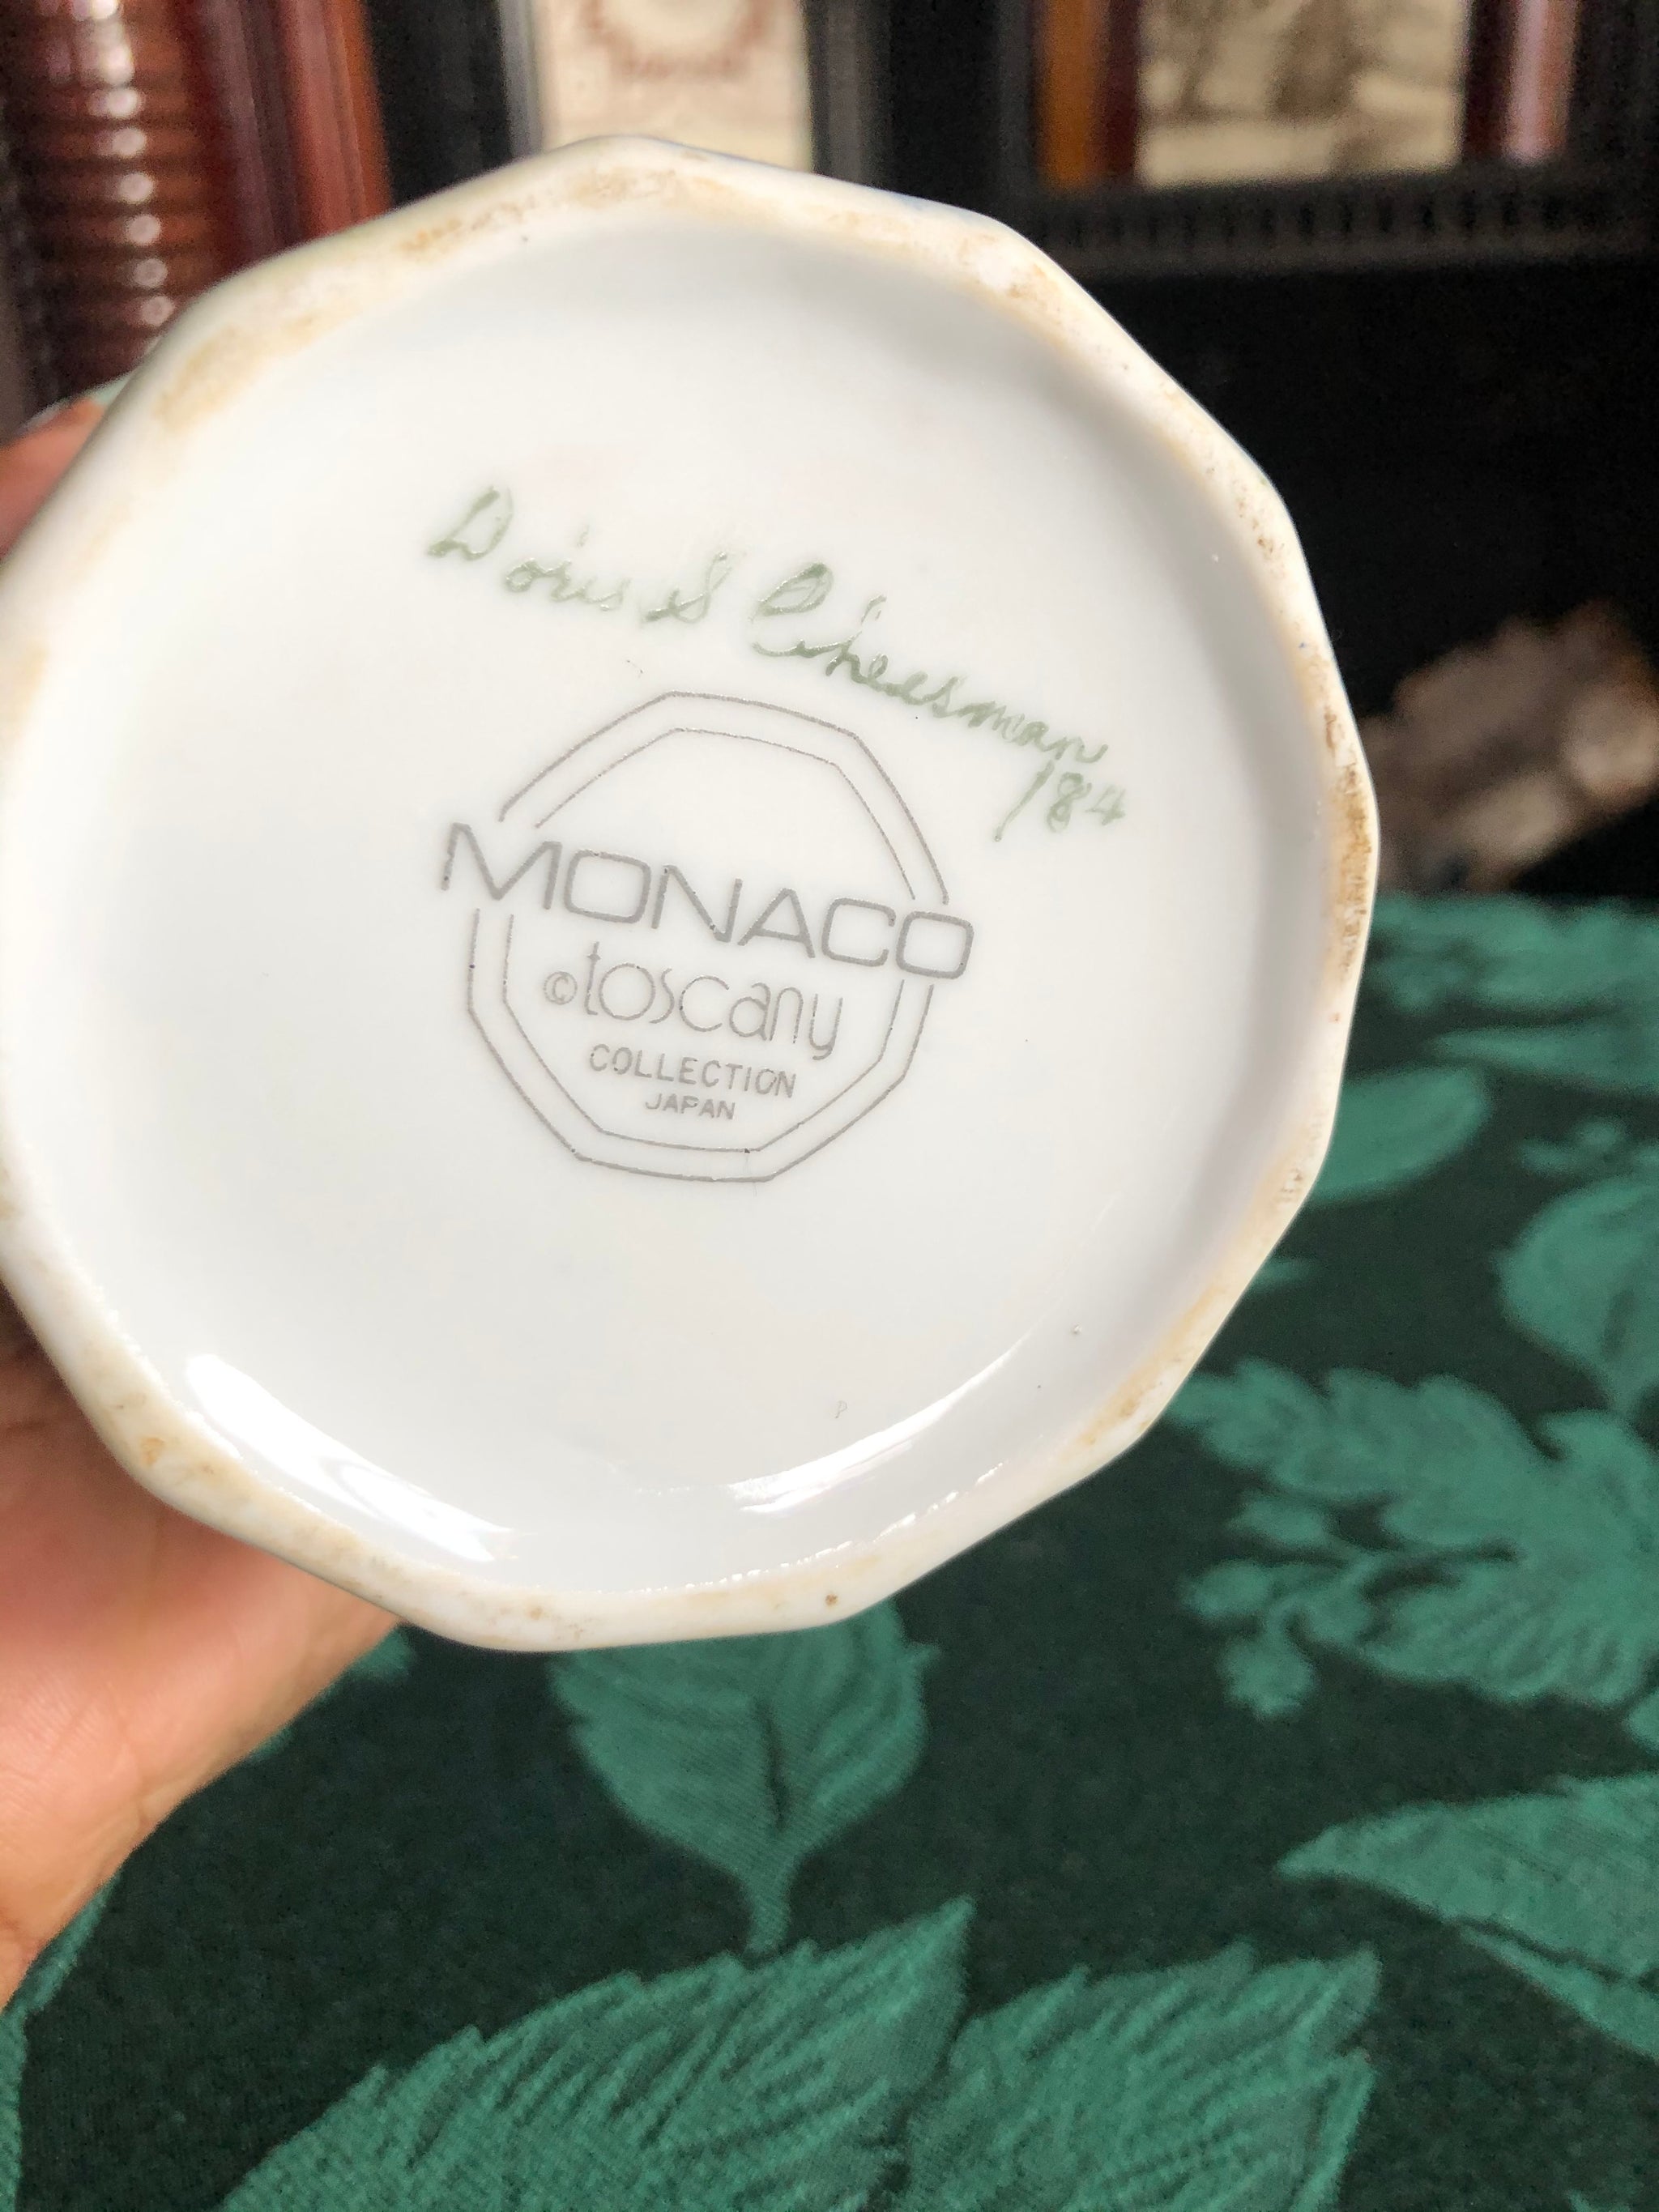 Doris S Cheesman
/84
MONACO
©toscany
COLLECTION
JAPAN